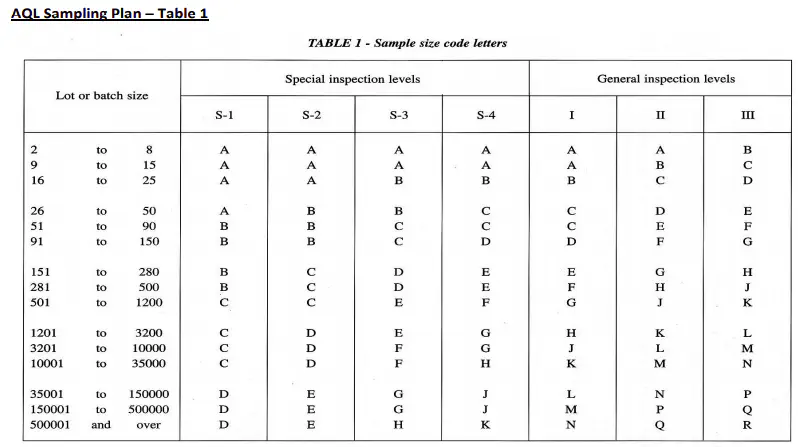 AQL Sampling Plan – Table 1
TABLE 1 - Sample size code letters
Lot or batch size Special inspection levels General inspection levels
S-1 S-2 S-3 S-4 I II III
2 to 8 A A A A A A B
9 to 15 A A A A A B C
16 to 25 A A B B B C D
26 to 50 A B B C C D E
51 to 90 B B C C C E F
91 to 150 B B C D D F G
151 to 280 B C D E E G H
281 to 500 B C D E F H J
501 to 1200 C C E F G J K
1201 to 3200 C D E G H K L
3201 to 10000 C D F G J L M
10001 to 35000 C D F H K M N
35001 to 150000 D E G J L N P
150001 to 500000 D E G J M P Q
500001 and over D E H K N Q R